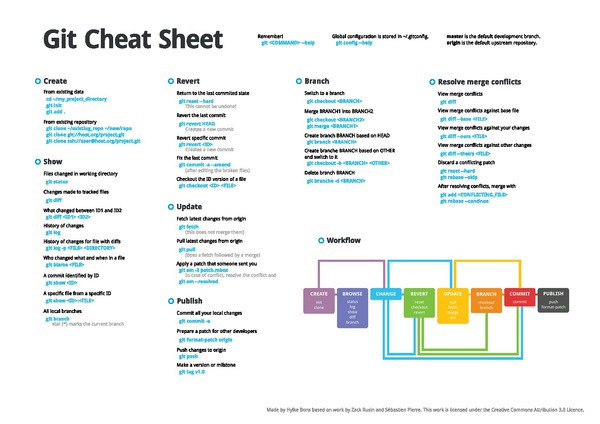 Git Cheat Sheet
Remember!
git <COMMAND> --help
Global configuration is stored in ~/.gitconfig.
git config --help
master is the default development branch.
origin is the default upstream repository.
Create
From existing data
cd ~/my_project_directory
git init
git add .
From existing repository
git clone ~/existing_repo ~/new/repo
git clone git://host.org/project.git
git clone ssh://user@host.org/project.git
Show
Files changed in working directory
git status
Changes made to tracked files
git diff
What changed between ID1 and ID2
git diff <ID1> <ID2>
History of changes
git log
History of changes for file with diffs
git log -p <FILE> <DIRECTORY>
Who changed what and when in a file
git blame <FILE>
A commit identified by ID
git show <ID>
A specific file from a specific ID
git show <ID>:<FILE>
All local branches
git branch
star (*) marks the current branch
Revert
Return to the last committed state
git reset --hard
This cannot be undone!
Revert the last commit
git revert HEAD
Creates a new commit
Revert specific commit
git revert <ID>
Creates a new commit
Fix the last commit
git commit -a --amend
(after editing the broken files)
Checkout the ID version of a file
git checkout <ID> <FILE>
Update
Fetch latest changes from origin
git fetch
(this does not merge them)
Pull latest changes from origin
git pull
(does a fetch followed by a merge)
Apply a patch that someone sent you
git am -3 patch.mbox
In case of conflict, resolve the conflict and
git am --resolved
Publish
Commit all your local changes
git commit -a
Prepare a patch for other developers
git format-patch origin
Push changes to origin
git push
Make a version or milestone
git tag v1.0
Branch
Switch to a branch
git checkout <BRANCH>
Merge BRANCH1 into BRANCH2
git checkout <BRANCH2>
git merge <BRANCH1>
Create branch BRANCH based on HEAD
git branch <BRANCH>
Create branche BRANCH based on OTHER
and switch to it
git checkout -b <BRANCH> <OTHER>
Delete branch BRANCH
git branche -d <BRANCH>
Resolve merge conflicts
View merge conflicts
git diff
View merge conflicts against base file
git diff --base <FILE>
View merge conflicts against your changes
git diff --ours <FILE>
View merge conflicts against other changes
git diff --theirs <FILE>
Discard a conflicting patch
git reset --hard
git rebase --skip
After resolving conflicts, merge with
git add <CONFLICTING_FILE>
git rebase --continue
Workflow
CREATE
init
clone
BROWSE
status
log
show
diff
branch
CHANGE
REVERT
reset
checkout
revert
UPDATE
pull
fetch
merge
am
BRANCH
checkout
branch
COMMIT
commit
PUBLISH
push
format-patch
Made by Hylke Bons based on work by Zack Rusin and Sébastien Pierre. This work is licensed under the Creative Commons Attribution 3.0 Licence.